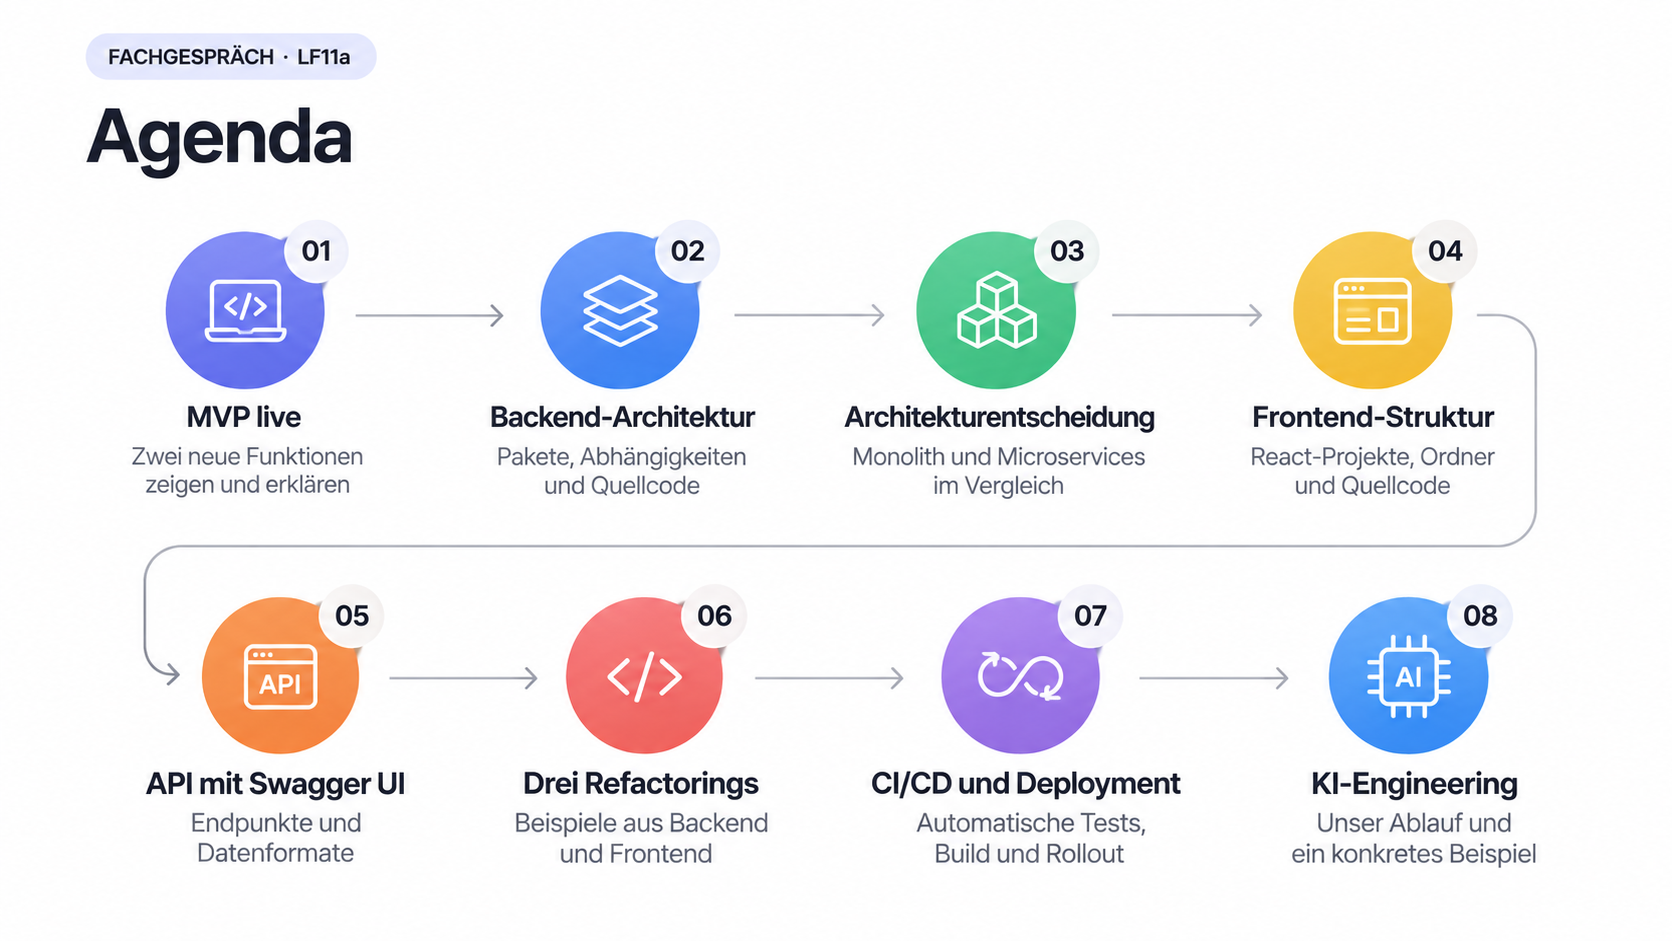 FACHGESPRÄCH · LF11a
Agenda
01
</>
MVP live
Zwei neue Funktionen
zeigen und erklären
02
Backend-Architektur
Pakete, Abhängigkeiten
und Quellcode
03
Architekturentscheidung
Monolith und Microservices
im Vergleich
04
Frontend-Struktur
React-Projekte, Ordner
und Quellcode
05
API
API mit Swagger UI
Endpunkte und
Datenformate
06
</>
Drei Refactorings
Beispiele aus Backend
und Frontend
07
CI/CD und Deployment
Automatische Tests,
Build und Rollout
08
AI
KI-Engineering
Unser Ablauf und
ein konkretes Beispiel